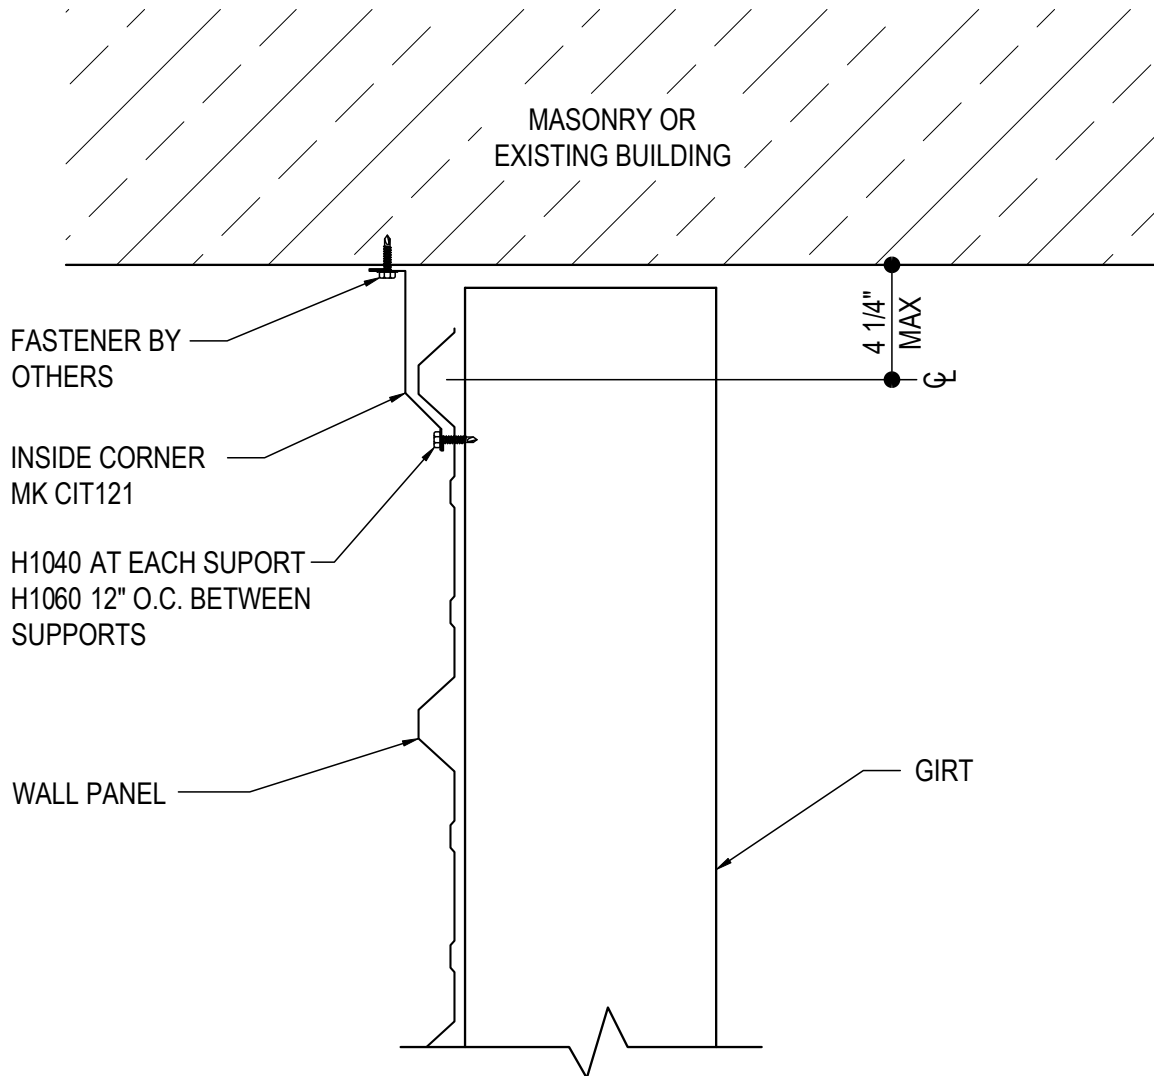 MASONRY OR
EXISTING BUILDING
4 1/4"
MAX
℄
FASTENER BY
OTHERS
INSIDE CORNER
MK CIT121
H1040 AT EACH SUPORT
H1060 12" O.C. BETWEEN
SUPPORTS
WALL PANEL
GIRT